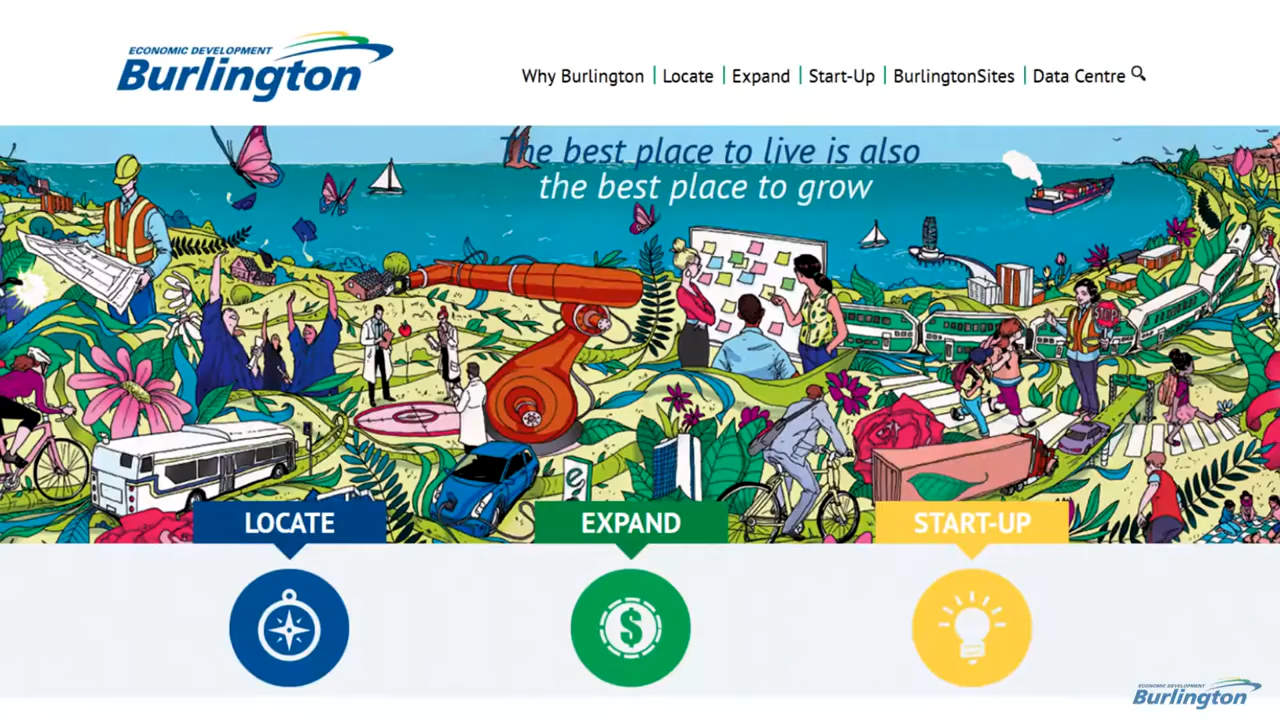 ECONOMIC DEVELOPMENT
Burlington
Why Burlington Locate Expand Start-Up BurlingtonSites Data Centre
The best place to live is also
the best place to grow
STOP
e
LOCATE EXPAND START-UP
$
ECONOMIC DEVELOPMENT
Burlington